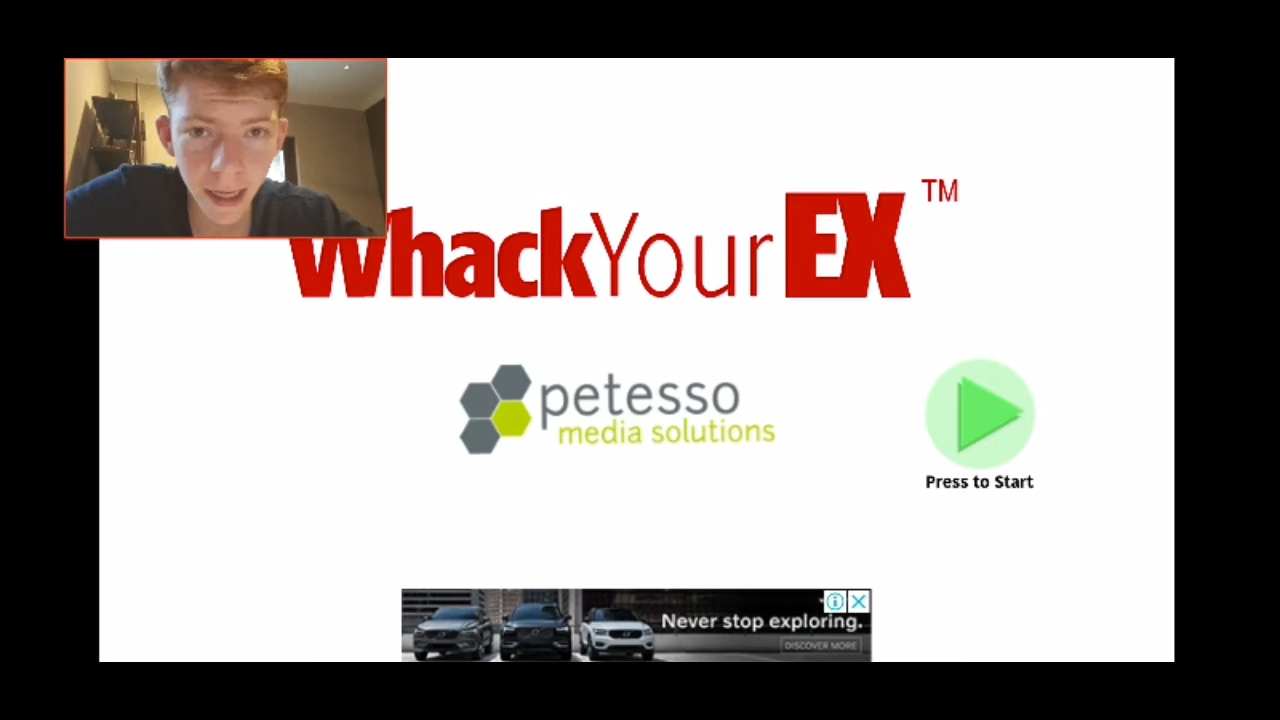 WhackYourEX™
petesso
media solutions
Press to Start
Never stop exploring.
DISCOVER MORE